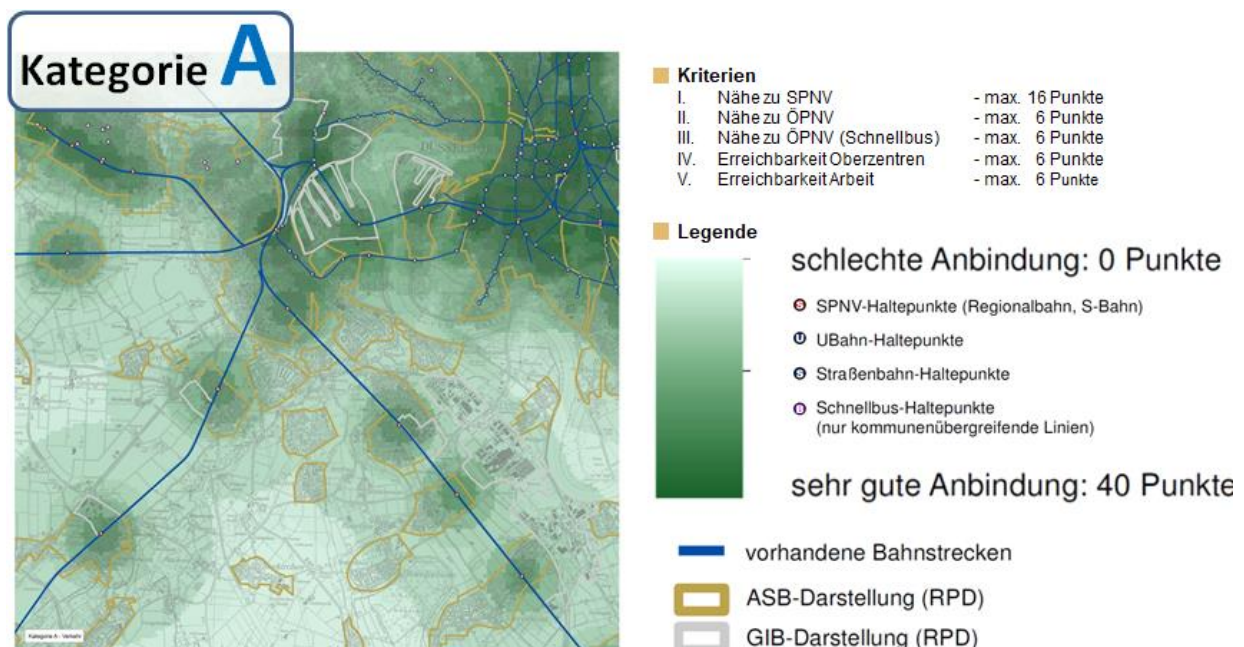 Kategorie A
DÜSSEL
Kategorie A - Verkehr
Kriterien
I. Nähe zu SPNV - max. 16 Punkte
II. Nähe zu ÖPNV - max. 6 Punkte
III. Nähe zu ÖPNV (Schnellbus) - max. 6 Punkte
IV. Erreichbarkeit Oberzentren - max. 6 Punkte
V. Erreichbarkeit Arbeit - max. 6 Punkte
Legende
schlechte Anbindung: 0 Punkte
S SPNV-Haltepunkte (Regionalbahn, S-Bahn)
U UBahn-Haltepunkte
S Straßenbahn-Haltepunkte
B Schnellbus-Haltepunkte
(nur kommunenübergreifende Linien)
sehr gute Anbindung: 40 Punkte
vorhandene Bahnstrecken
ASB-Darstellung (RPD)
GIB-Darstellung (RPD)